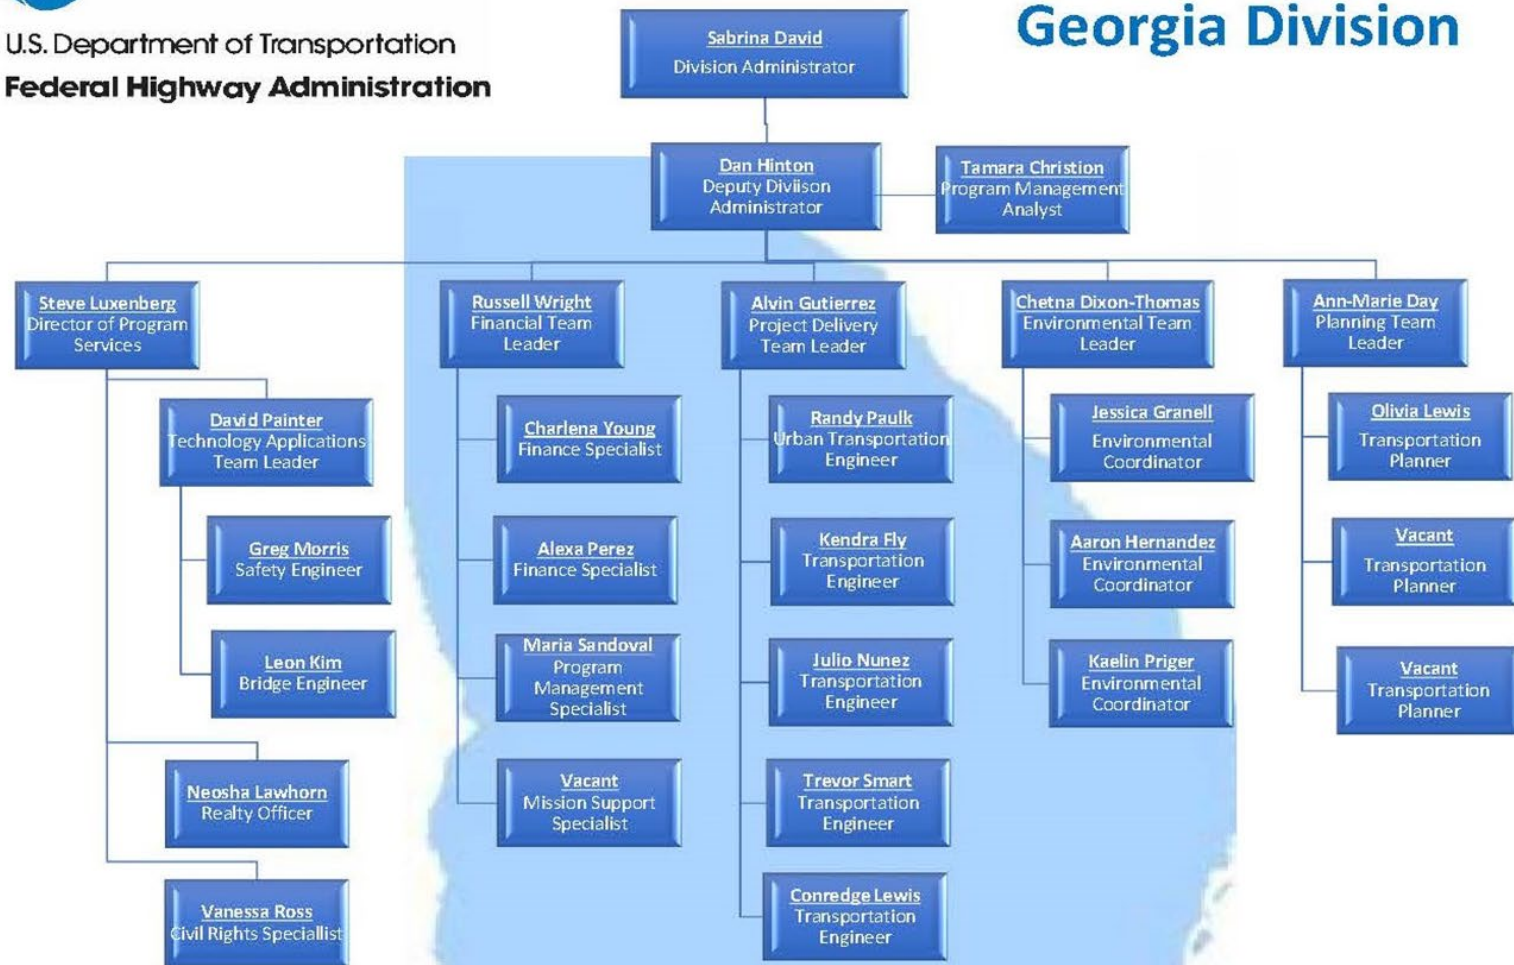 U.S. Department of Transportation
Federal Highway Administration
Georgia Division
Sabrina David
Division Administrator
Dan Hinton
Deputy Diviison
Administrator
Tamara Christion
Program Management
Analyst
Steve Luxenberg
Director of Program
Services
David Painter
Technology Applications
Team Leader
Greg Morris
Safety Engineer
Leon Kim
Bridge Engineer
Neosha Lawhorn
Realty Officer
Vanessa Ross
Civil Rights Speciallist
Russell Wright
Financial Team
Leader
Charlena Young
Finance Specialist
Alexa Perez
Finance Specialist
Maria Sandoval
Program
Management
Specialist
Vacant
Mission Support
Specialist
Alvin Gutierrez
Project Delivery
Team Leader
Randy Paulk
Urban Transportation
Engineer
Kendra Fly
Transportation
Engineer
Julio Nunez
Transportation
Engineer
Trevor Smart
Transportation
Engineer
Conredge Lewis
Transportation
Engineer
Chetna Dixon-Thomas
Environmental Team
Leader
Jessica Granell
Environmental
Coordinator
Aaron Hernandez
Environmental
Coordinator
Kaelin Priger
Environmental
Coordinator
Ann-Marie Day
Planning Team
Leader
Olivia Lewis
Transportation
Planner
Vacant
Transportation
Planner
Vacant
Transportation
Planner